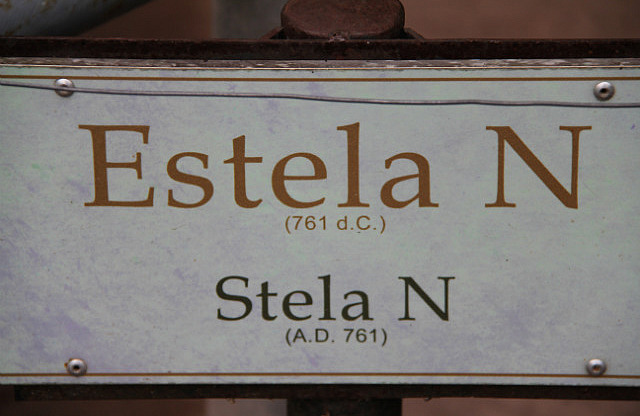 Estela N
(761 d.C.)
Stela N
(A.D. 761)